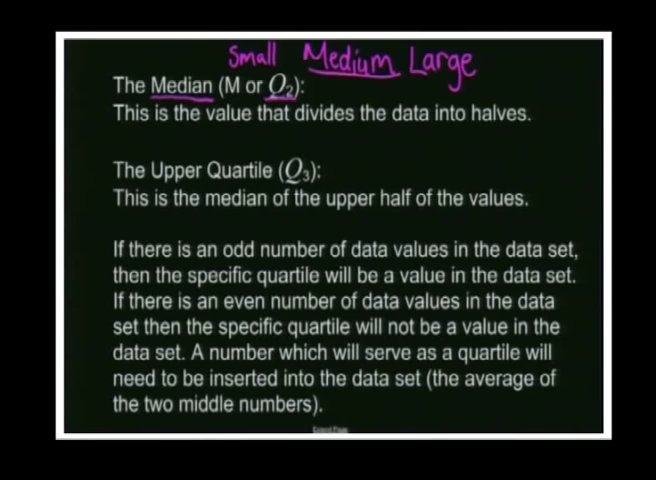 Small Medium Large
The Median (M or Q₂):
This is the value that divides the data into halves.
The Upper Quartile (Q₃):
This is the median of the upper half of the values.
If there is an odd number of data values in the data set,
then the specific quartile will be a value in the data set.
If there is an even number of data values in the data
set then the specific quartile will not be a value in the
data set. A number which will serve as a quartile will
need to be inserted into the data set (the average of
the two middle numbers).